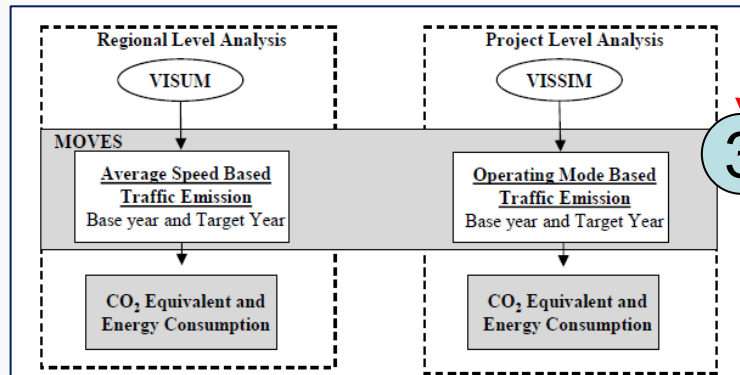 Regional Level Analysis
VISUM
Project Level Analysis
VISSIM
MOVES
Average Speed Based
Traffic Emission
Base year and Target Year
Operating Mode Based
Traffic Emission
Base year and Target Year
3
CO₂ Equivalent and
Energy Consumption
CO₂ Equivalent and
Energy Consumption